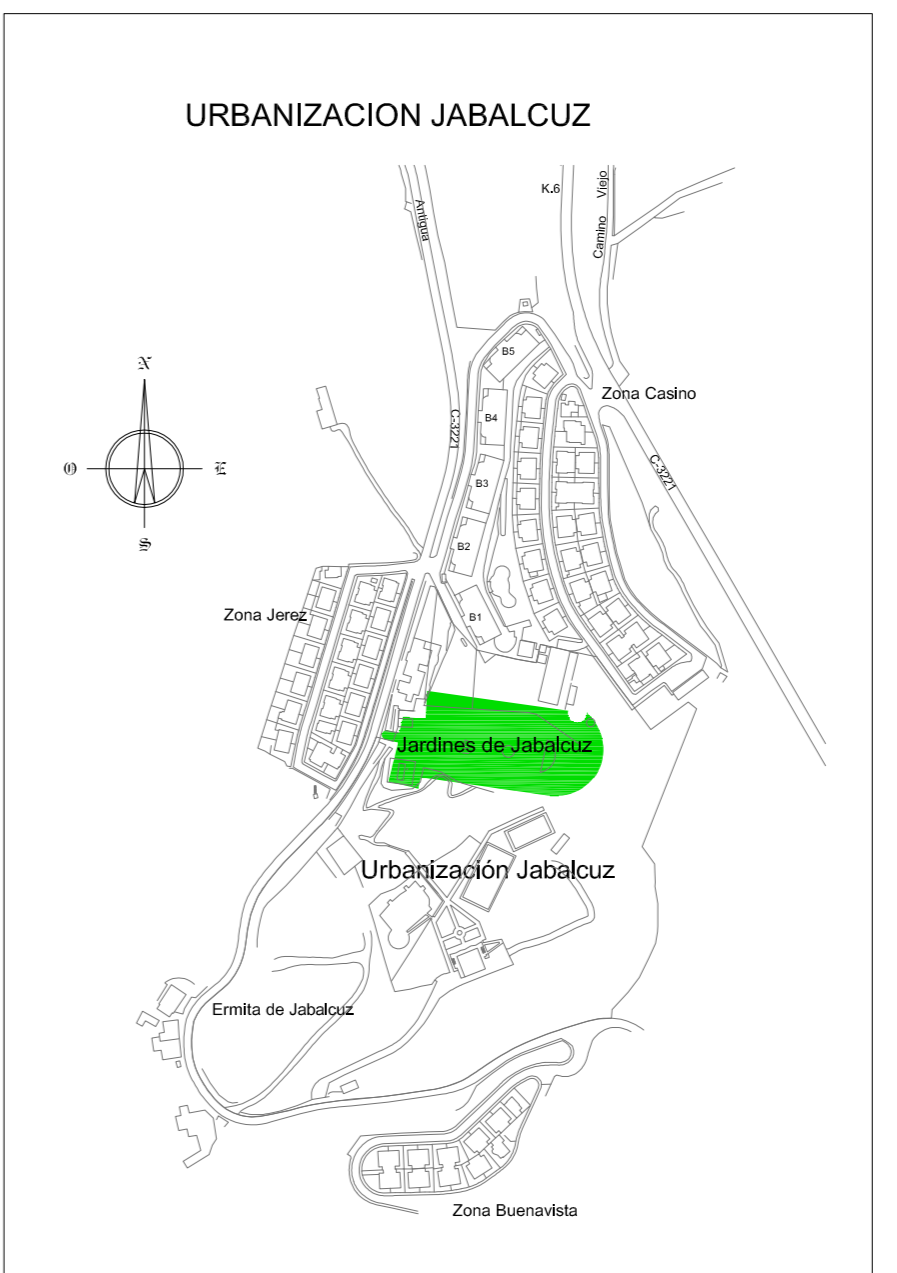 URBANIZACION JABALCUZ
K.6
Camino Viejo
Antigua
B5
N
Zona Casino
B4
C-3221
O
E
C-3221
B3
S
B2
Zona Jerez
B1
Jardines de Jabalcuz
Urbanización Jabalcuz
Ermita de Jabalcuz
Zona Buenavista